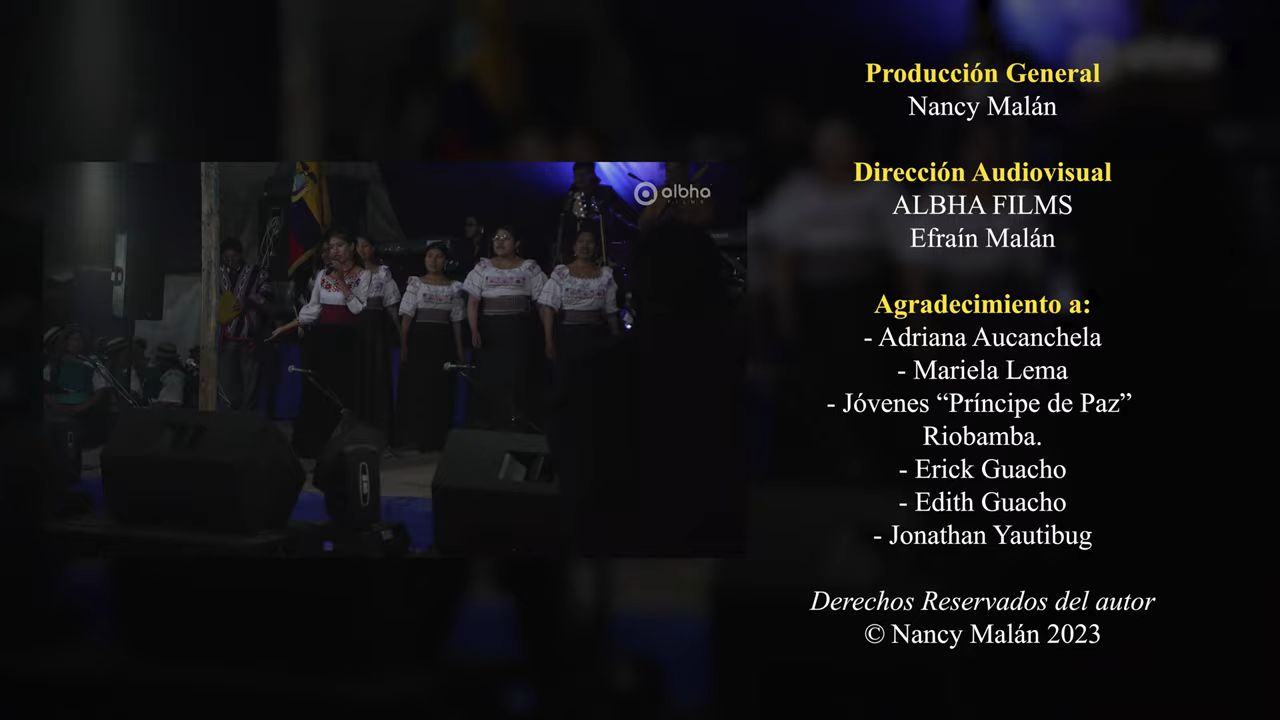 albha
FILMS
Producción General
Nancy Malán
Dirección Audiovisual
ALBHA FILMS
Efraín Malán
Agradecimiento a:
- Adriana Aucanchela
- Mariela Lema
- Jóvenes “Príncipe de Paz”
Riobamba.
- Erick Guacho
- Edith Guacho
- Jonathan Yautibug
Derechos Reservados del autor
© Nancy Malán 2023